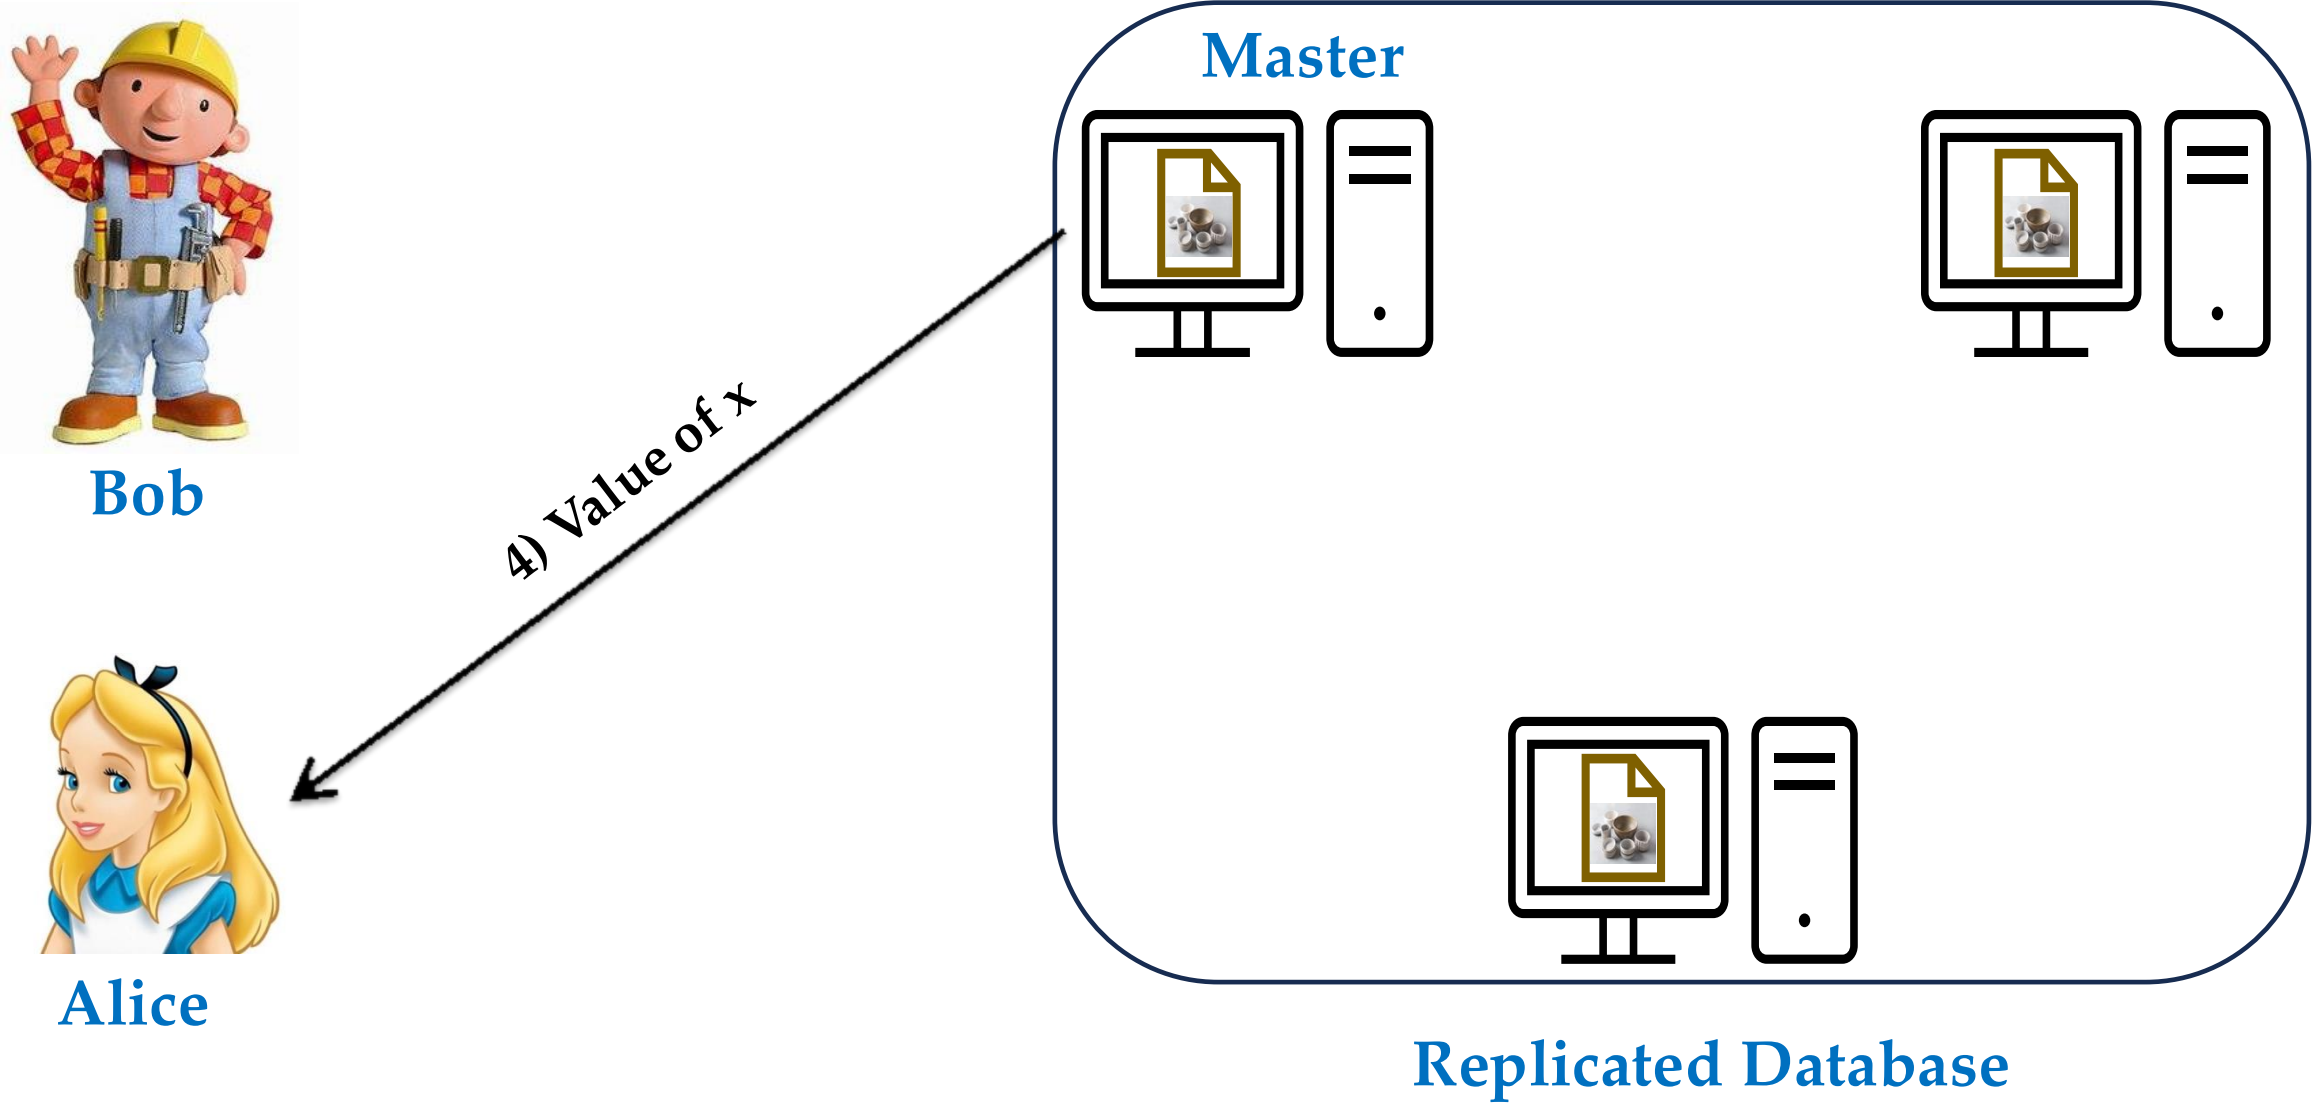 Master
Bob
4) Value of x
Alice
Replicated Database